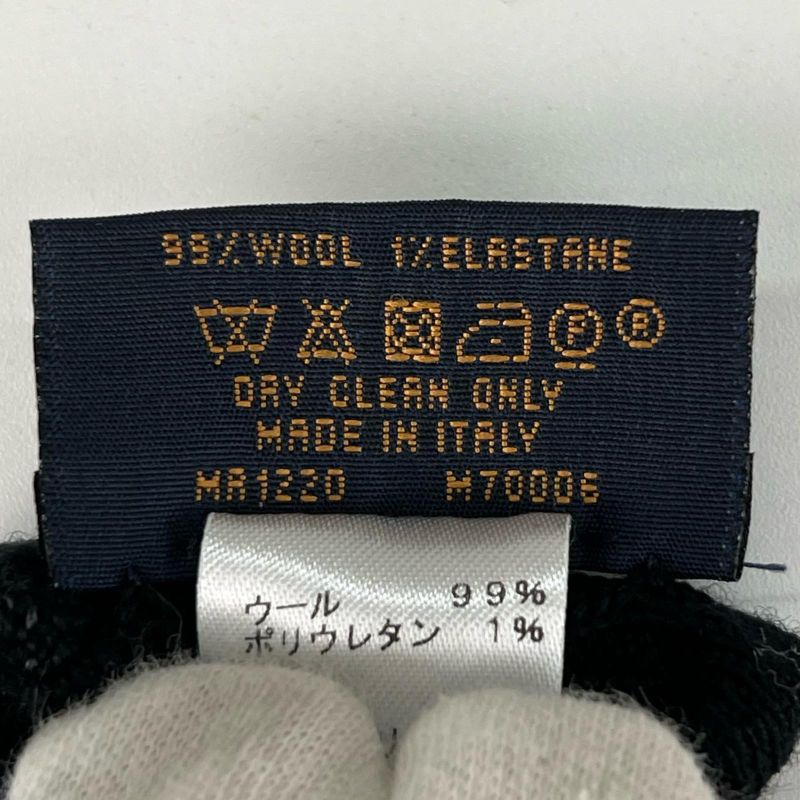 99% WOOL 1% ELASTANE
P R
DRY CLEAN ONLY
MADE IN ITALY
MA1220 M70006
ウール 99%
ポリウレタン 1%